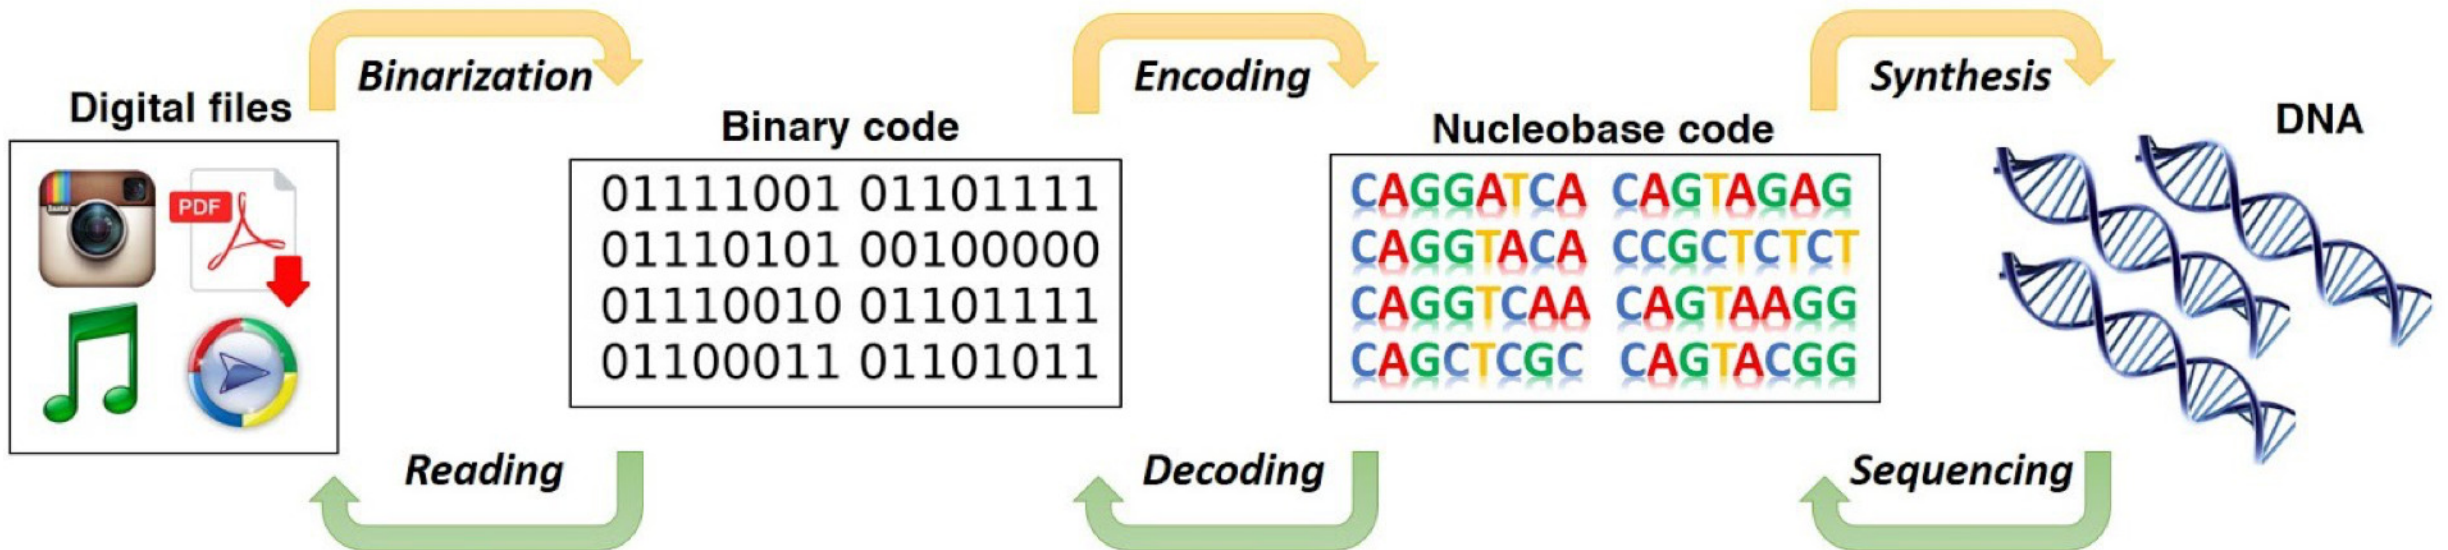 Binarization
Encoding
Synthesis
Digital files
Binary code
Nucleobase code
DNA
PDF
Insta
01111001 01101111
01110101 00100000
01110010 01101111
01100011 01101011
CAGGATCA CAGTAGAG
CAGGTACA CCGCTCTCT
CAGGTCAA CAGTAAGG
CAGCTCGC CAGTACGG
Reading
Decoding
Sequencing